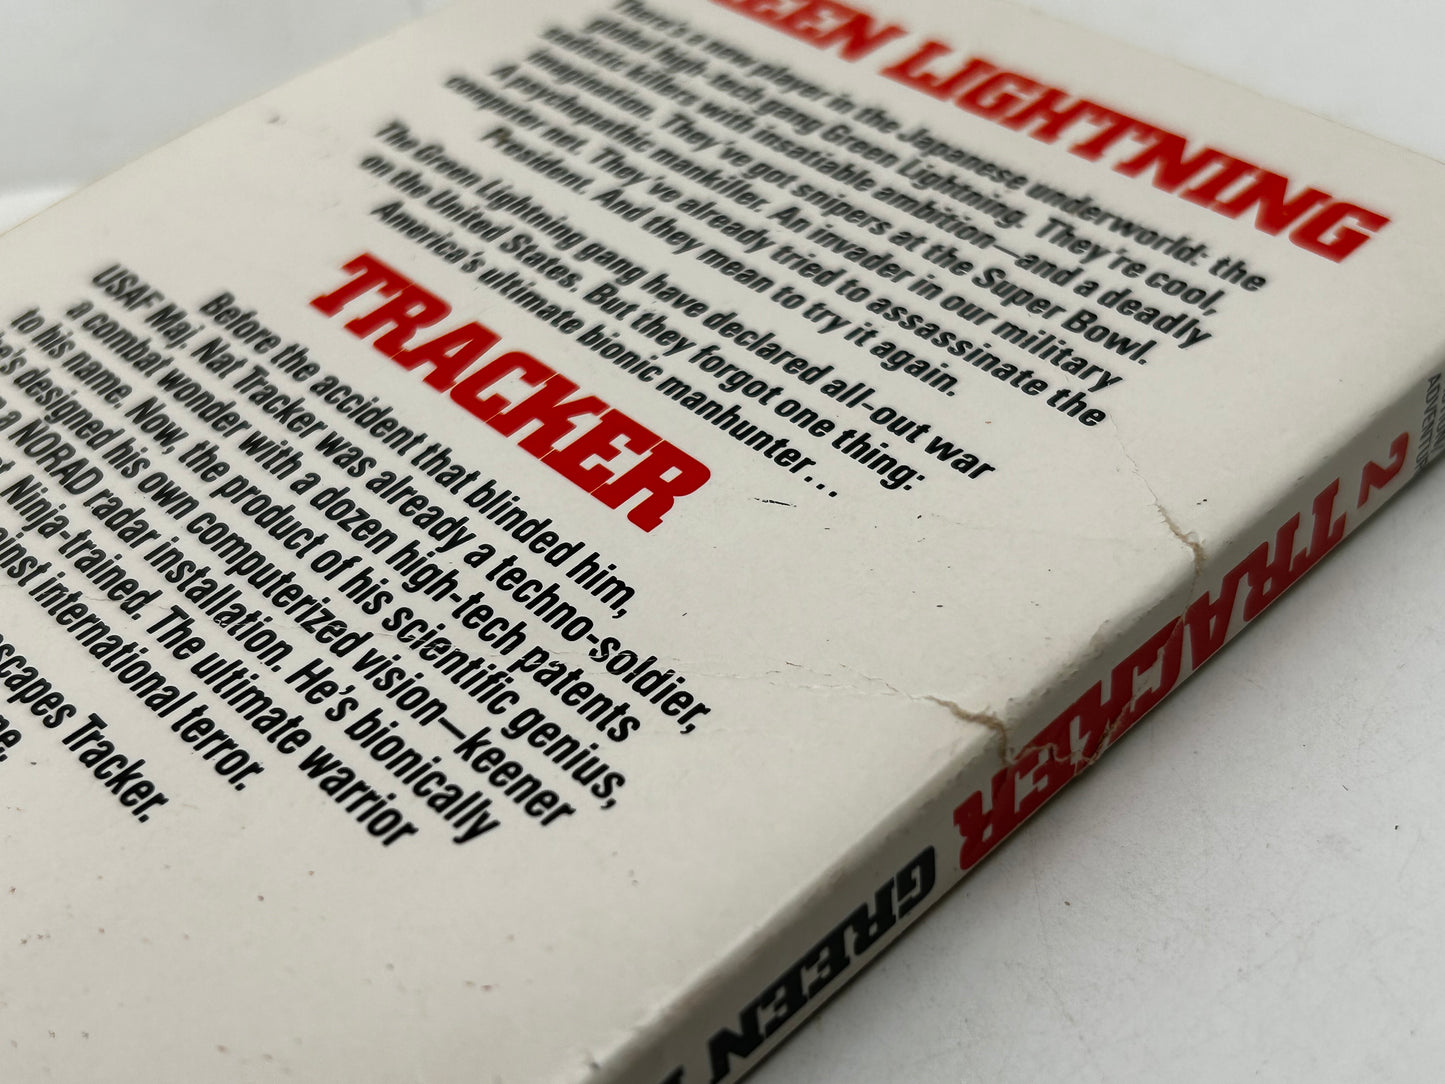 EEN LIGHTNING
There's a new player in the Japanese underworld: the
global high-tech gang Green Lightning. They're cool,
sadistic killers with insatiable ambition—and a deadly
imagination. They've got snipers at the Super Bowl.
A psychopathic mankiller. An invader in our military
computer net. They've already tried to assassinate the
President. And they mean to try it again.
The Green Lightning gang have declared all-out war
on the United States. But they forgot one thing:
America's ultimate bionic manhunter...
TRACKER
Before the accident that blinded him,
USAF Maj. Nat Tracker was already a techno-soldier,
a combat wonder with a dozen high-tech patents
to his name. Now, the product of his scientific genius,
e's designed his own computerized vision—keener
a NORAD radar installation. He's bionically
Ninja-trained. The ultimate warrior
ainst international terror.
scapes Tracker.
2 TRACKER
GREEN